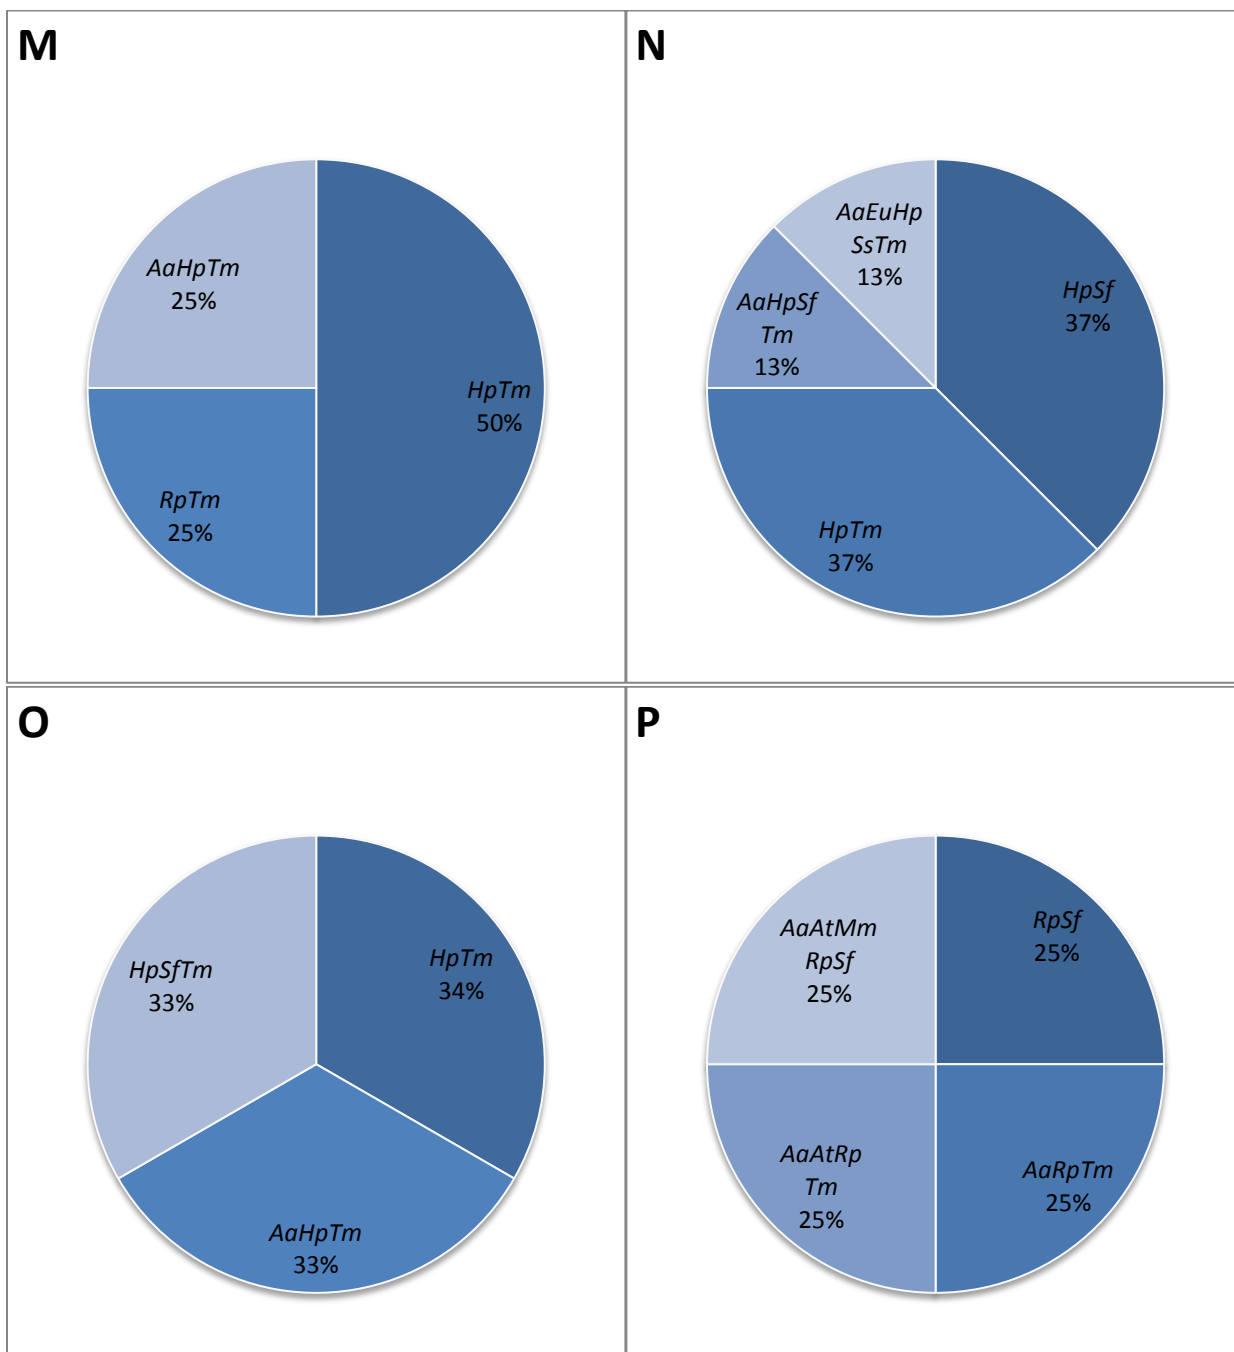 M
AaHpTm
25%
HpTm
50%
RpTm
25%
N
AaEuHp
SsTm
13%
HpSf
37%
AaHpSf
Tm
13%
HpTm
37%
O
HpSfTm
33%
HpTm
34%
AaHpTm
33%
P
AaAtMm
RpSf
25%
RpSf
25%
AaAtRp
Tm
25%
AaRpTm
25%